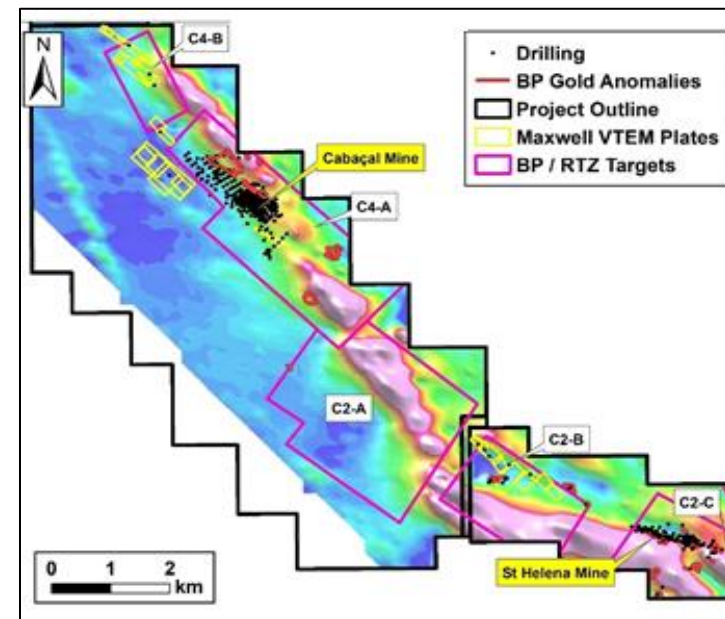 N
C4-B
Drilling
BP Gold Anomalies
Project Outline
Maxwell VTEM Plates
BP / RTZ Targets
Cabaçal Mine
C4-A
C2-A
C2-B
C2-C
St Helena Mine
0 1 2
km